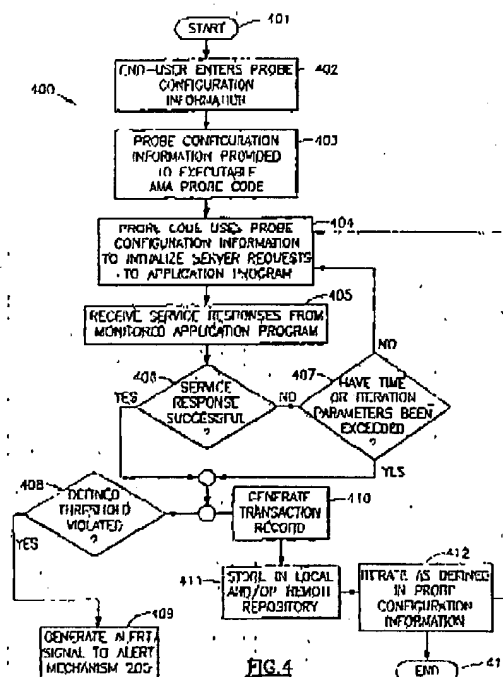 401
START
400
END-USER ENTERS PROBE
CONFIGURATION
INFORMATION
402
PROBE CONFIGURATION
INFORMATION PROVIDED
TO EXECUTABLE
AMA PROBE CODE
403
PROBE CODE USES PROBE
CONFIGURATION INFORMATION
TO INITIALIZE SERVER REQUESTS
TO APPLICATION PROGRAM
404
RECEIVE SERVICE RESPONSES FROM
MONITORED APPLICATION PROGRAM
405
406
SERVICE
RESPONSE
SUCCESSFUL
?
YES
NO
407
HAVE TIME
OR ITERATION
PARAMETERS BEEN
EXCEEDED
?
NO
YES
408
DEFINED
THRESHOLD
VIOLATED
?
YES
GENERATE
TRANSACTION
RECORD
410
411
STORE IN LOCAL
AND/OR REMOTE
REPOSITORY
412
ITERATE AS DEFINED
IN PROBE
CONFIGURATION
INFORMATION
409
GENERATE ALERT
SIGNAL TO ALERT
MECHANISM 205
FIG.4
END
41